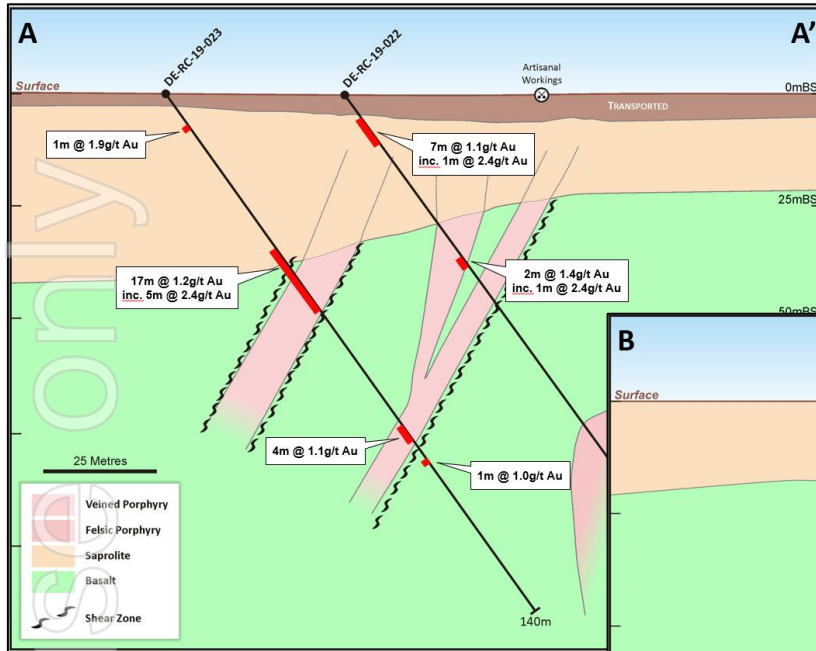 A
A'
DE-RC-19-023
DE-RC-19-022
Artisanal
Workings
Surface
0mBS
TRANSPORTED
1m @ 1.9g/t Au
7m @ 1.1g/t Au
inc. 1m @ 2.4g/t Au
25mBS
17m @ 1.2g/t Au
inc. 5m @ 2.4g/t Au
2m @ 1.4g/t Au
inc. 1m @ 2.4g/t Au
50mBS
B
Surface
4m @ 1.1g/t Au
1m @ 1.0g/t Au
25 Metres
Veined Porphyry
Felsic Porphyry
Saprolite
Basalt
Shear Zone
140m
se only